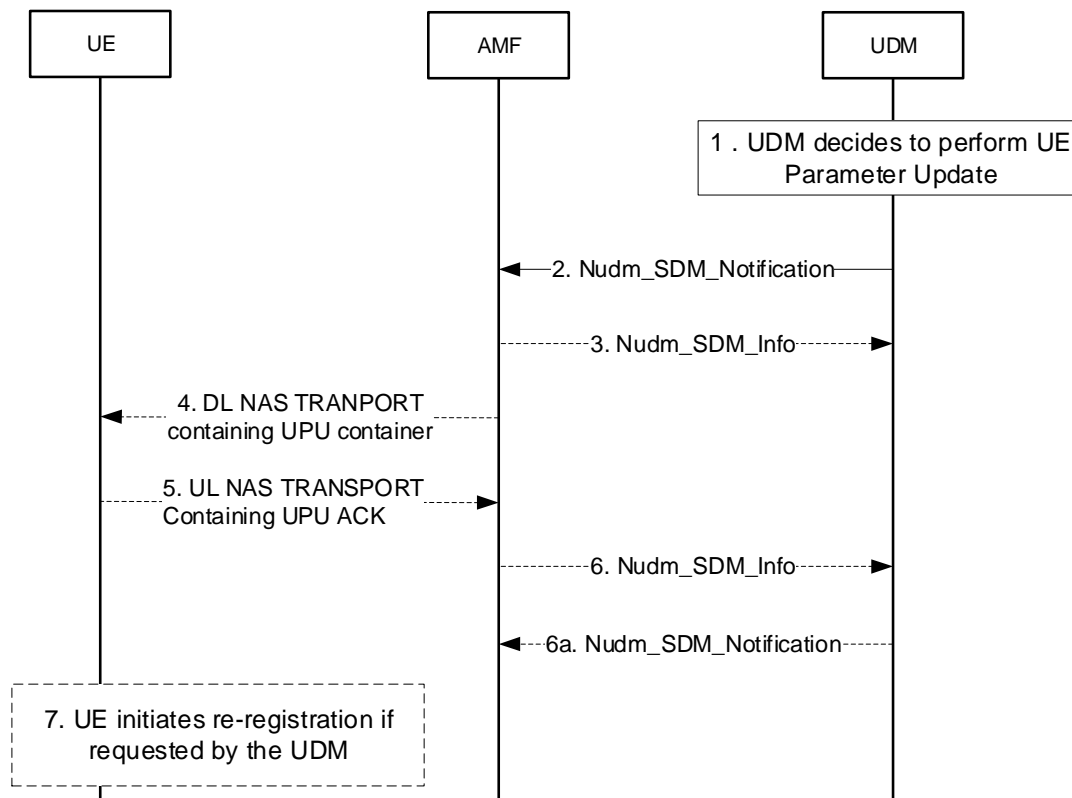 UE
AMF
UDM
1 . UDM decides to perform UE
Parameter Update
2. Nudm_SDM_Notification
3. Nudm_SDM_Info
4. DL NAS TRANPORT
containing UPU container
5. UL NAS TRANSPORT
Containing UPU ACK
6. Nudm_SDM_Info
6a. Nudm_SDM_Notification
7. UE initiates re-registration if
requested by the UDM